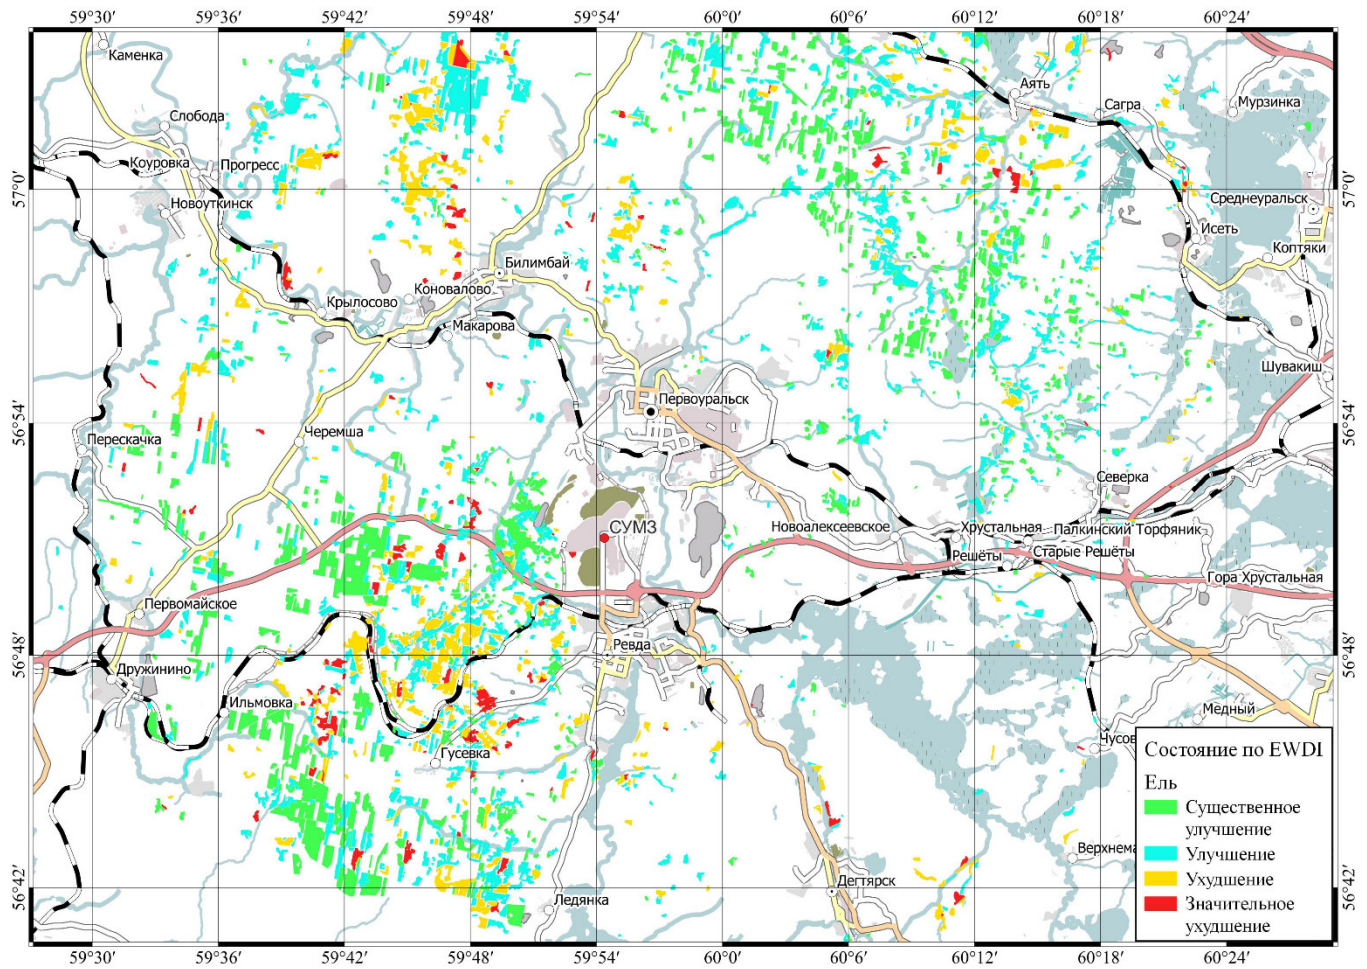 59°30′ 59°36′ 59°42′ 59°48′ 59°54′ 60°0′ 60°6′ 60°12′ 60°18′ 60°24′
Каменка
Аять
Сагра
Мурзинка
Слобода
Коуровка
Прогресс
57°0′ 57°0′
Новоуткинск
Среднеуральск
Исеть
Коптяки
Билимбай
Коновалово
Крылосово
Макарова
Шувакиш
Первоуральск
56°54′ 56°54′
Черемша
Перескачка
Северка
СУМЗ
Новоалексеевское
Хрустальная
Палкинский Торфяник
Решёты
Старые Решёты
Гора Хрустальная
Первомайское
Ревда
56°48′ 56°48′
Дружинино
Ильмовка
Медный
Гусевка
Чусов
Верхнема
Дегтярск
56°42′ 56°42′
Ледянка
Состояние по EWDI
Ель
Существенное
улучшение
Улучшение
Ухудшение
Значительное
ухудшение
59°30′ 59°36′ 59°42′ 59°48′ 59°54′ 60°0′ 60°6′ 60°12′ 60°18′ 60°24′